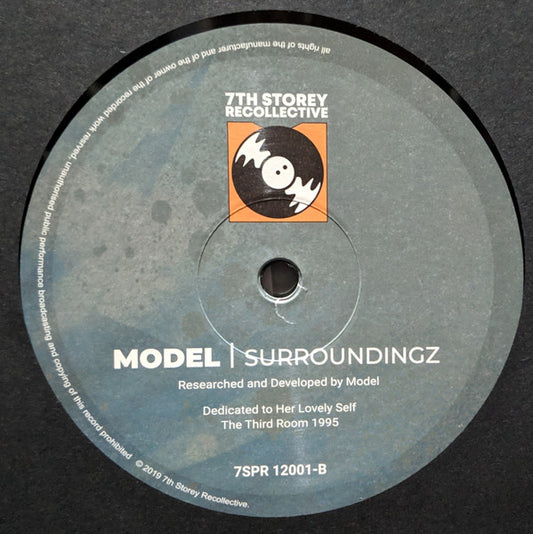 7TH STOREY
RECOLLECTIVE
MODEL | SURROUNDINGZ
Researched and Developed by Model
Dedicated to Her Lovely Self
The Third Room 1995
7SPR 12001-B
all rights of the manufacturer and of the owner of the recorded work resrved, unauthorised public performance broadcasting and copying of this record prohibited © 2019 7th Storey Recollective.